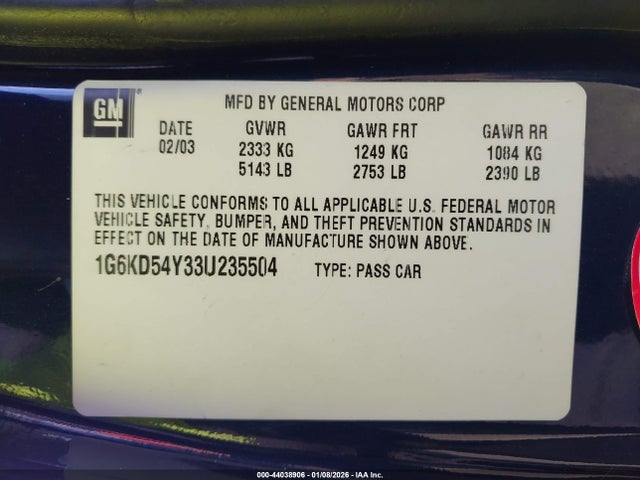 GM ®
MFD BY GENERAL MOTORS CORP
DATE GVWR GAWR FRT GAWR RR
02/03 2333 KG 1249 KG 1084 KG
5143 LB 2753 LB 2390 LB
THIS VEHICLE CONFORMS TO ALL APPLICABLE U.S. FEDERAL MOTOR
VEHICLE SAFETY, BUMPER, AND THEFT PREVENTION STANDARDS IN
EFFECT ON THE DATE OF MANUFACTURE SHOWN ABOVE.
1G6KD54Y33U235504 TYPE: PASS CAR
000-44038906 - 01/08/2026 - IAA Inc.